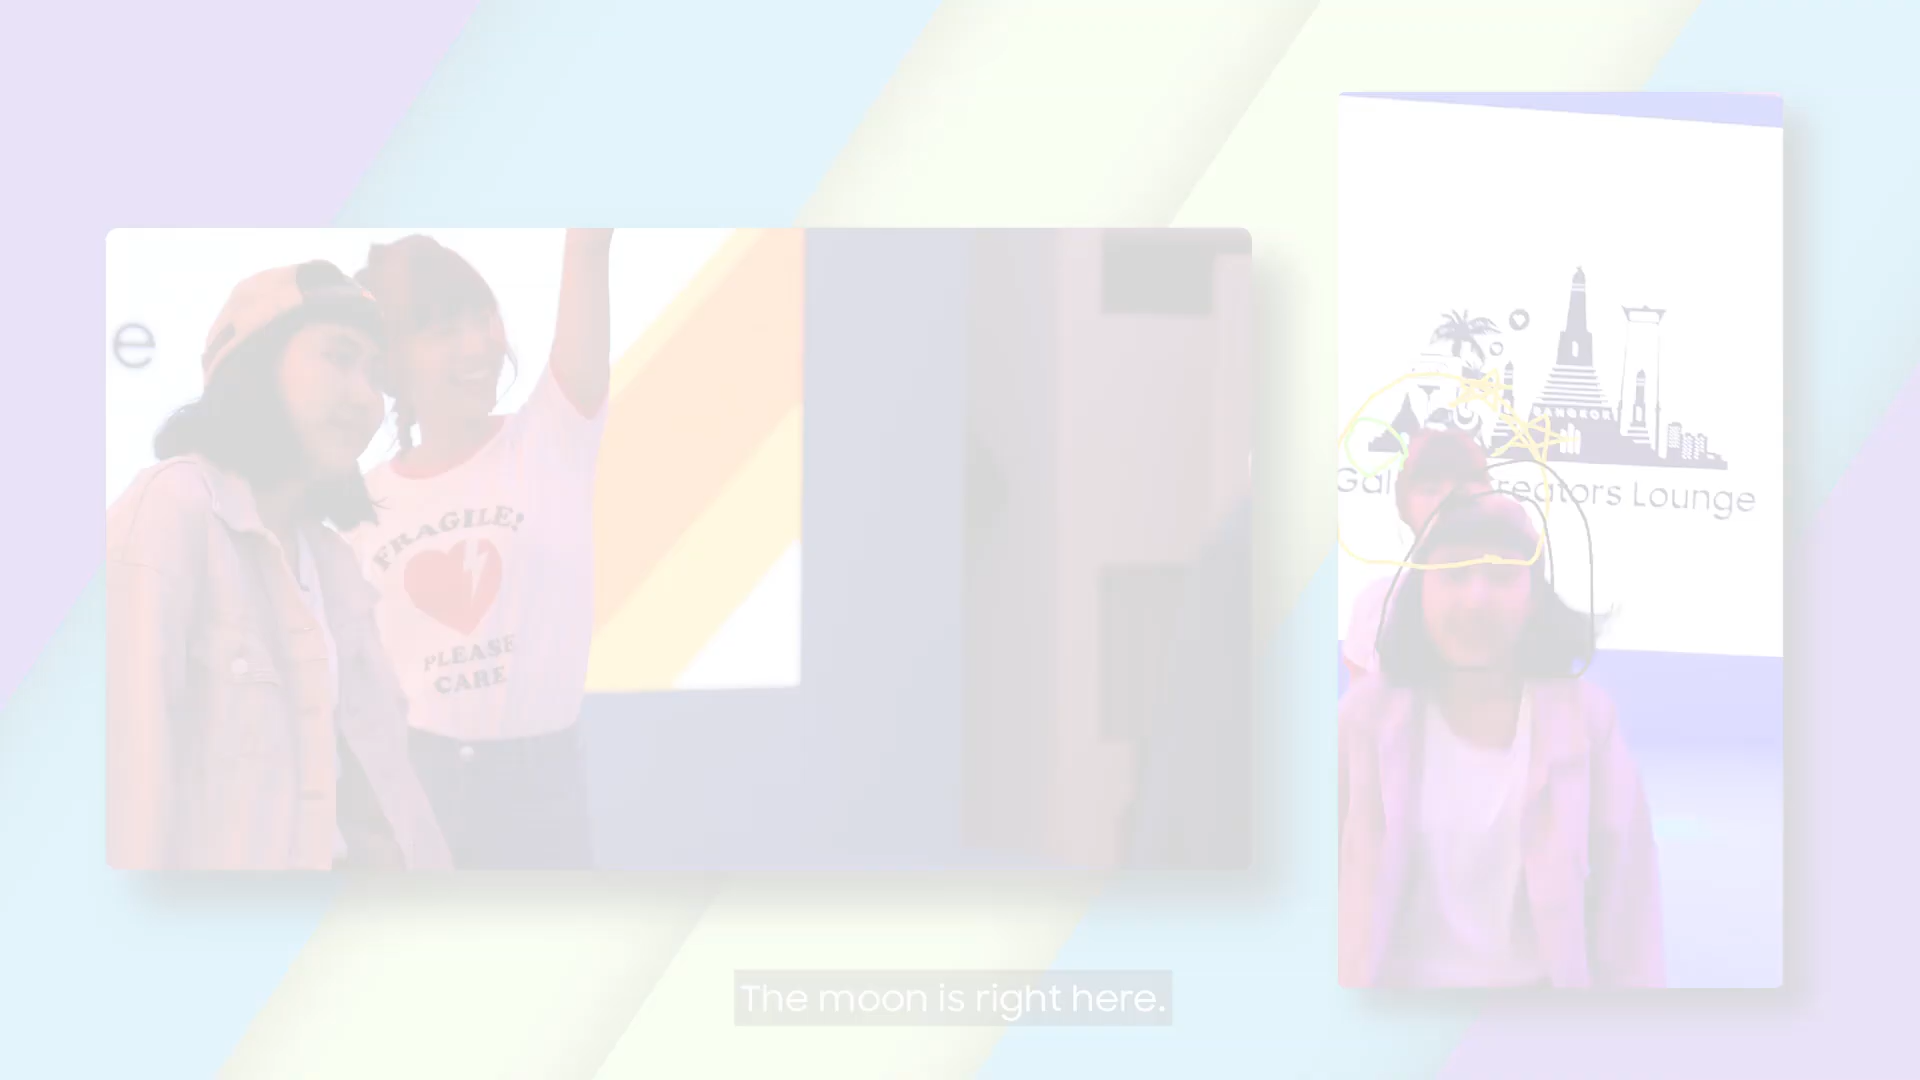 e
FRAGILE!
PLEASE
CARE
BANGKOK
Gal reators Lounge
The moon is right here.